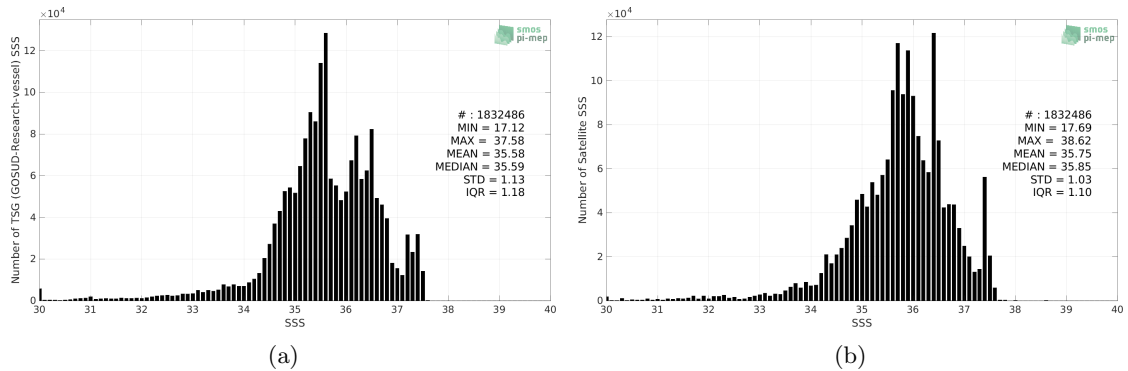 ×10⁴
smos
pi-mep
Number of TSG (GOSUD-Research-vessel) SSS
12
10
8
6
4
2
0
# : 1832486
MIN = 17.12
MAX = 37.58
MEAN = 35.58
MEDIAN = 35.59
STD = 1.13
IQR = 1.18
30 31 32 33 34 35 36 37 38 39 40
SSS
(a)
×10⁴
smos
pi-mep
Number of Satellite SSS
12
10
8
6
4
2
0
# : 1832486
MIN = 17.69
MAX = 38.62
MEAN = 35.75
MEDIAN = 35.85
STD = 1.03
IQR = 1.10
30 31 32 33 34 35 36 37 38 39 40
SSS
(b)